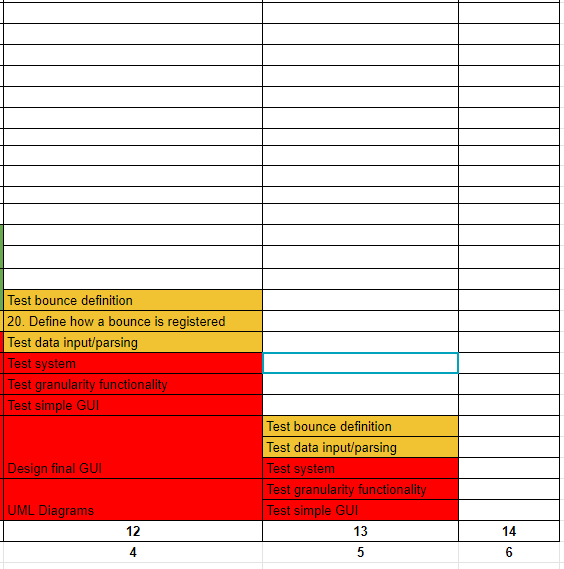 Test bounce definition
20. Define how a bounce is registered
Test data input/parsing
Test system
Test granularity functionality
Test simple GUI
Test bounce definition
Test data input/parsing
Design final GUI Test system
Test granularity functionality
UML Diagrams Test simple GUI
12 13 14
4 5 6